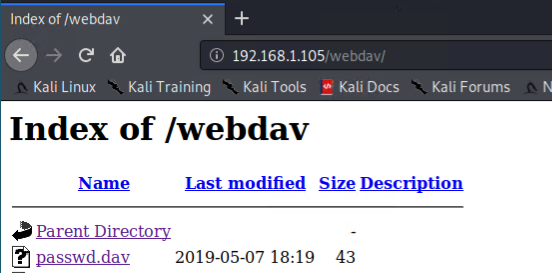 Index of /webdav
192.168.1.105/webdav/
Kali Linux Kali Training Kali Tools Kali Docs Kali Forums N
Index of /webdav
Name Last modified Size Description
Parent Directory -
passwd.dav 2019-05-07 18:19 43